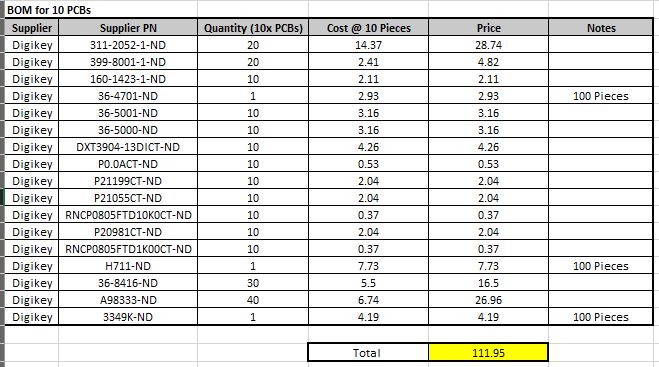 BOM for 10 PCBs
Supplier Supplier PN Quantity (10x PCBs) Cost @ 10 Pieces Price Notes
Digikey 311-2052-1-ND 20 14.37 28.74
Digikey 399-8001-1-ND 20 2.41 4.82
Digikey 160-1423-1-ND 10 2.11 2.11
Digikey 36-4701-ND 1 2.93 2.93 100 Pieces
Digikey 36-5001-ND 10 3.16 3.16
Digikey 36-5000-ND 10 3.16 3.16
Digikey DXT3904-13DICT-ND 10 4.26 4.26
Digikey P0.0ACT-ND 10 0.53 0.53
Digikey P21199CT-ND 10 2.04 2.04
Digikey P21055CT-ND 10 2.04 2.04
Digikey RNCP0805FTD10K0CT-ND 10 0.37 0.37
Digikey P20981CT-ND 10 2.04 2.04
Digikey RNCP0805FTD1K00CT-ND 10 0.37 0.37
Digikey H711-ND 1 7.73 7.73 100 Pieces
Digikey 36-8416-ND 30 5.5 16.5
Digikey A98333-ND 40 6.74 26.96
Digikey 3349K-ND 1 4.19 4.19 100 Pieces
Total 111.95